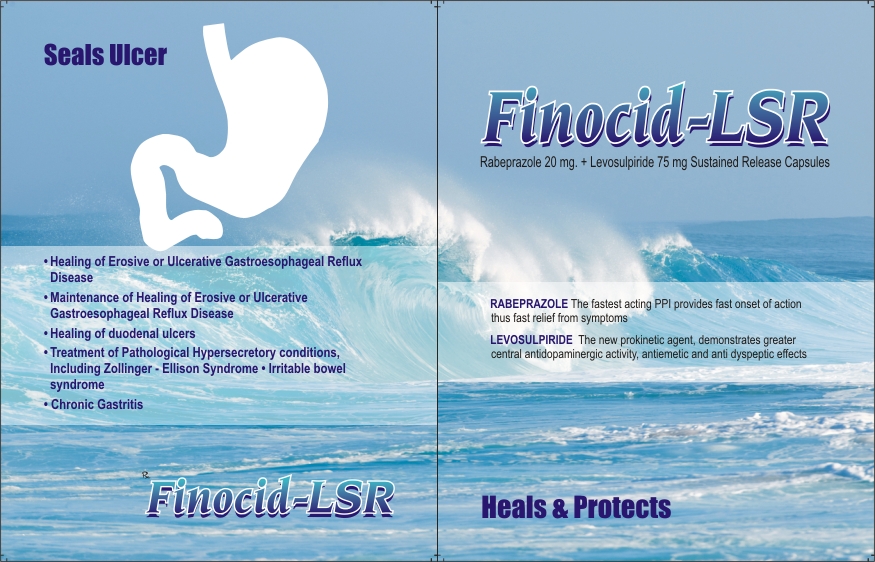 Seals Ulcer
• Healing of Erosive or Ulcerative Gastroesophageal Reflux
Disease
• Maintenance of Healing of Erosive or Ulcerative
Gastroesophageal Reflux Disease
• Healing of duodenal ulcers
• Treatment of Pathological Hypersecretory conditions,
Including Zollinger - Ellison Syndrome • Irritable bowel
syndrome
• Chronic Gastritis
R
Finocid-LSR
Finocid-LSR
Rabeprazole 20 mg. + Levosulpiride 75 mg Sustained Release Capsules
RABEPRAZOLE The fastest acting PPI provides fast onset of action
thus fast relief from symptoms
LEVOSULPIRIDE The new prokinetic agent, demonstrates greater
central antidopaminergic activity, antiemetic and anti dyspeptic effects
Heals & Protects